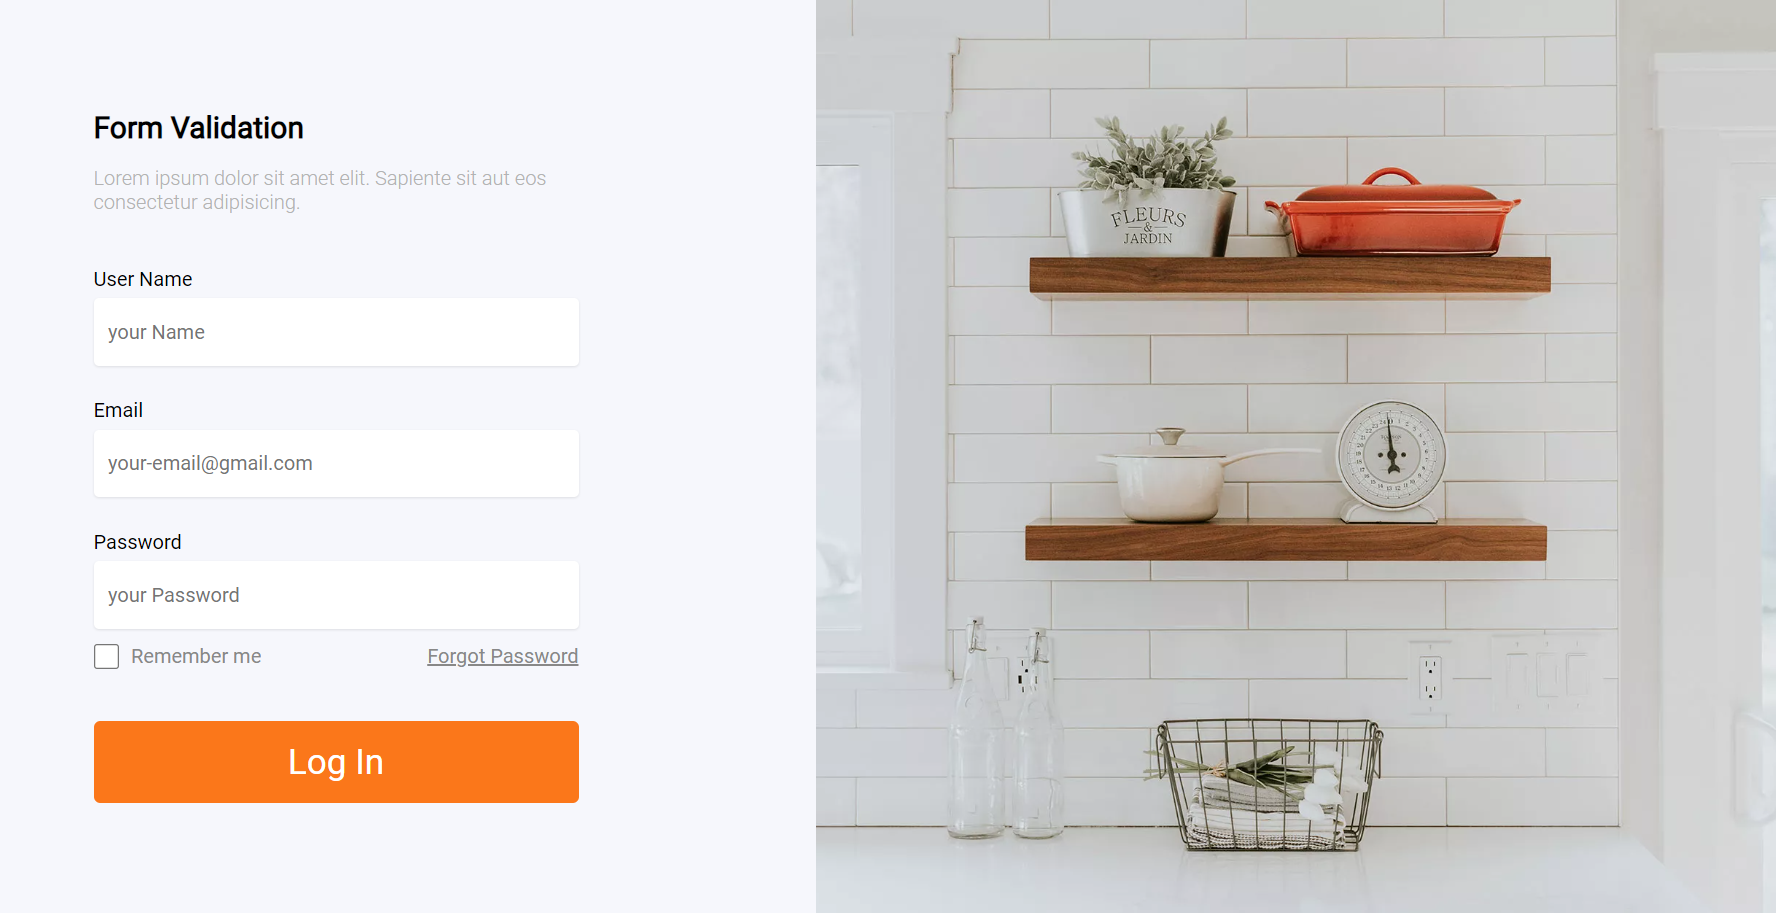 Form Validation
Lorem ipsum dolor sit amet elit. Sapiente sit aut eos
consectetur adipisicing.
User Name
your Name
Email
your-email@gmail.com
Password
your Password
Remember me
Forgot Password
Log In
FLEURS
&
JARDIN